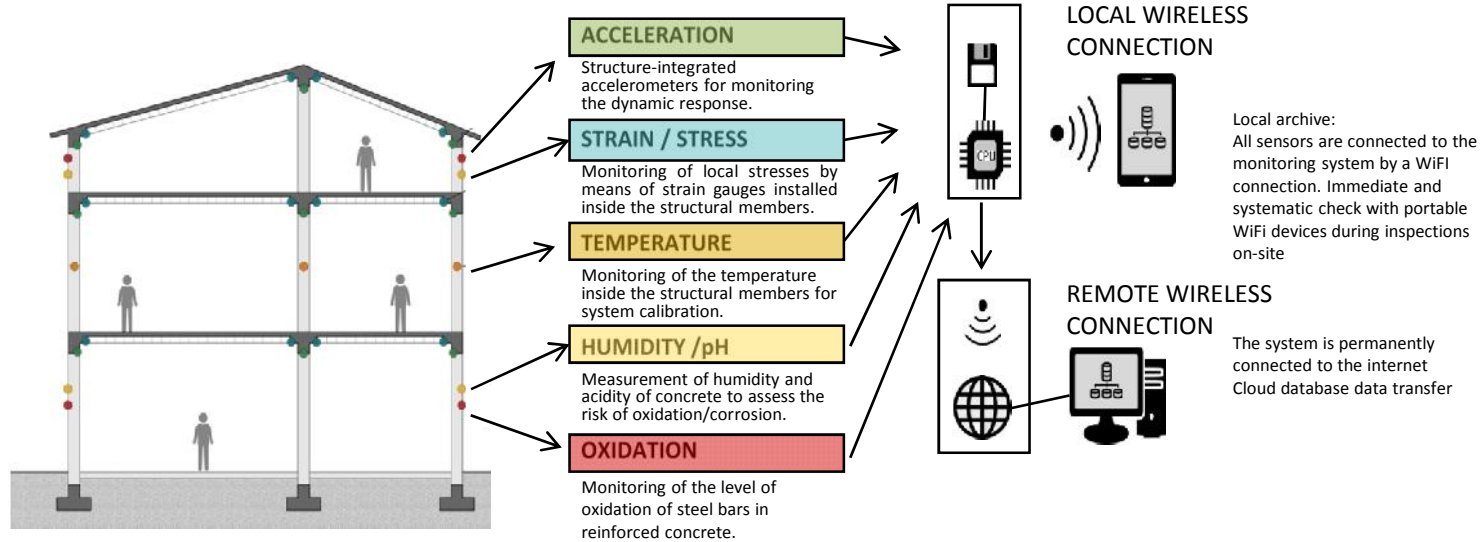 ACCELERATION
Structure-integrated
accelerometers for monitoring
the dynamic response.
STRAIN / STRESS
Monitoring of local stresses by
means of strain gauges installed
inside the structural members.
TEMPERATURE
Monitoring of the temperature
inside the structural members for
system calibration.
HUMIDITY /pH
Measurement of humidity and
acidity of concrete to assess the
risk of oxidation/corrosion.
OXIDATION
Monitoring of the level of
oxidation of steel bars in
reinforced concrete.
CPU
LOCAL WIRELESS
CONNECTION
Local archive:
All sensors are connected to the
monitoring system by a WiFI
connection. Immediate and
systematic check with portable
WiFi devices during inspections
on-site
REMOTE WIRELESS
CONNECTION
The system is permanently
connected to the internet
Cloud database data transfer